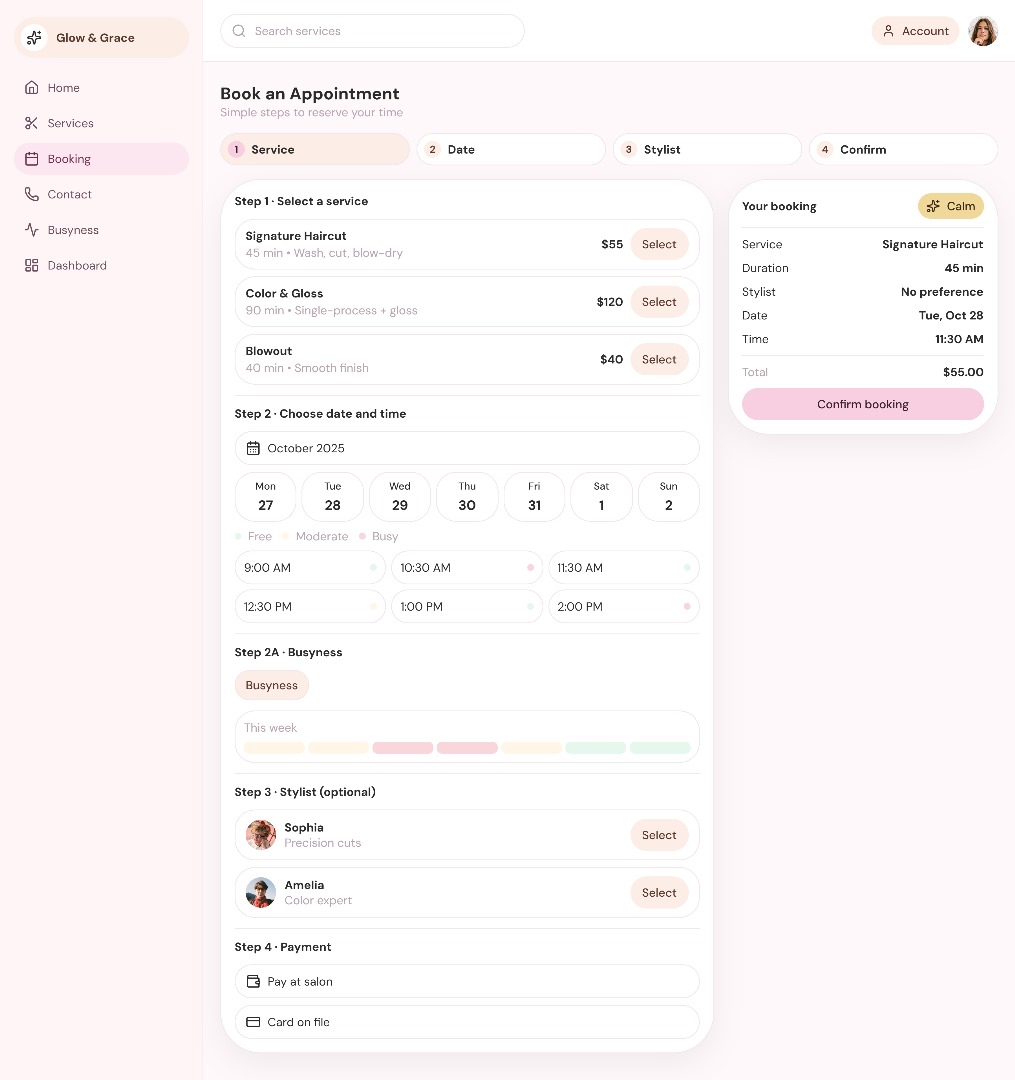 Glow & Grace
Home
Services
Booking
Contact
Busyness
Dashboard
Search services
Account
Book an Appointment
Simple steps to reserve your time
1 Service
2 Date
3 Stylist
4 Confirm
Step 1 · Select a service
Signature Haircut
45 min • Wash, cut, blow-dry
$55 Select
Color & Gloss
90 min • Single-process + gloss
$120 Select
Blowout
40 min • Smooth finish
$40 Select
Step 2 · Choose date and time
October 2025
Mon 27
Tue 28
Wed 29
Thu 30
Fri 31
Sat 1
Sun 2
Free Moderate Busy
9:00 AM
10:30 AM
11:30 AM
12:30 PM
1:00 PM
2:00 PM
Step 2A · Busyness
Busyness
This week
Step 3 · Stylist (optional)
Sophia
Precision cuts
Select
Amelia
Color expert
Select
Step 4 · Payment
Pay at salon
Card on file
Your booking
Calm
Service Signature Haircut
Duration 45 min
Stylist No preference
Date Tue, Oct 28
Time 11:30 AM
Total $55.00
Confirm booking